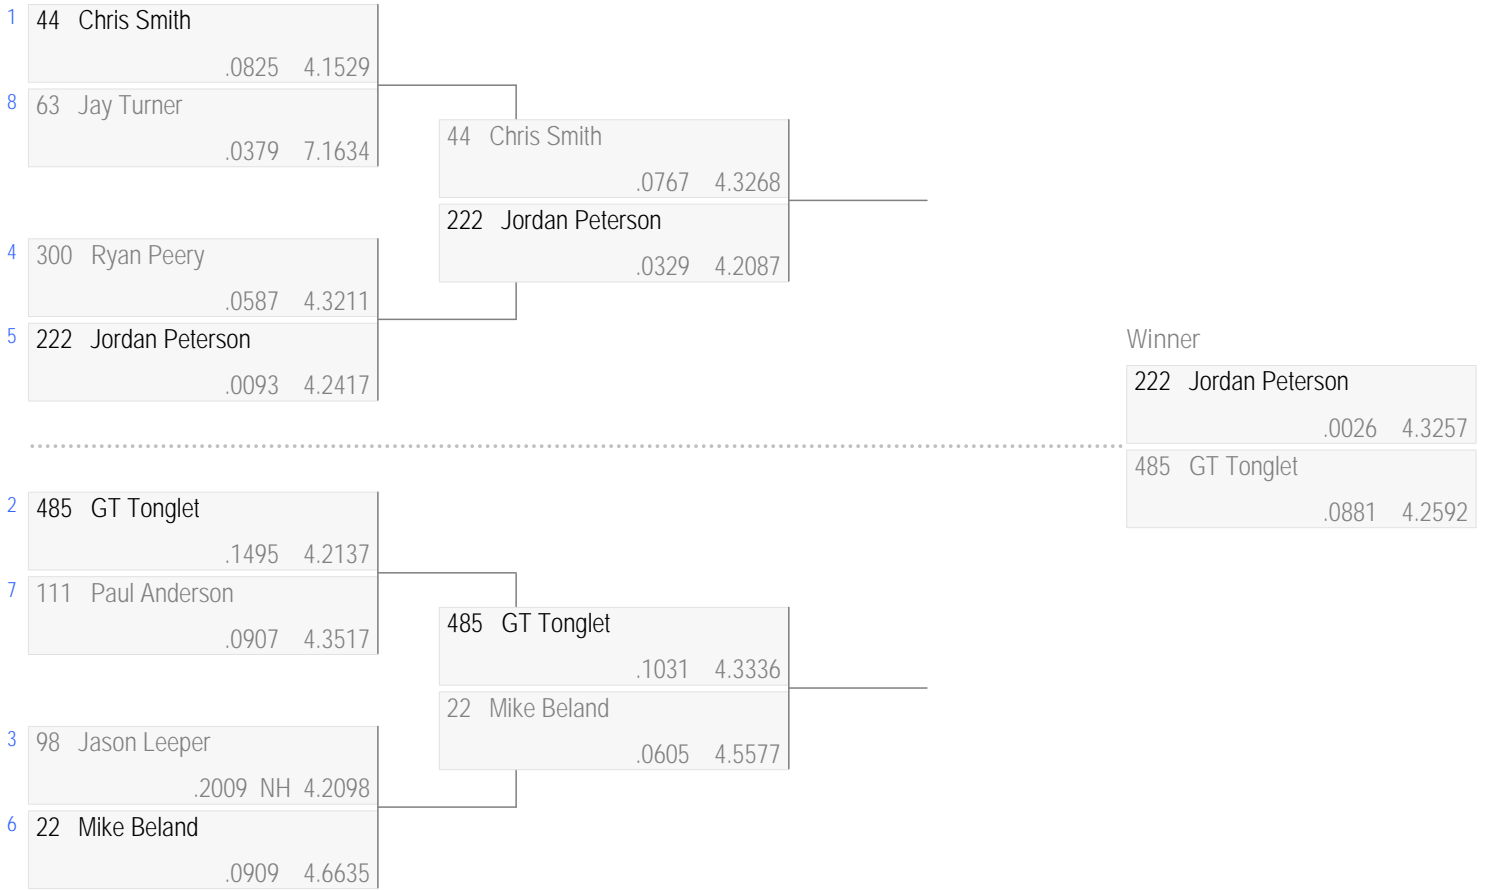 1 44 Chris Smith
.0825 4.1529
8 63 Jay Turner
.0379 7.1634
44 Chris Smith
.0767 4.3268
222 Jordan Peterson
.0329 4.2087
4 300 Ryan Peery
.0587 4.3211
5 222 Jordan Peterson
.0093 4.2417
Winner
222 Jordan Peterson
.0026 4.3257
485 GT Tonglet
.0881 4.2592
2 485 GT Tonglet
.1495 4.2137
7 111 Paul Anderson
.0907 4.3517
485 GT Tonglet
.1031 4.3336
22 Mike Beland
.0605 4.5577
3 98 Jason Leeper
.2009 NH 4.2098
6 22 Mike Beland
.0909 4.6635